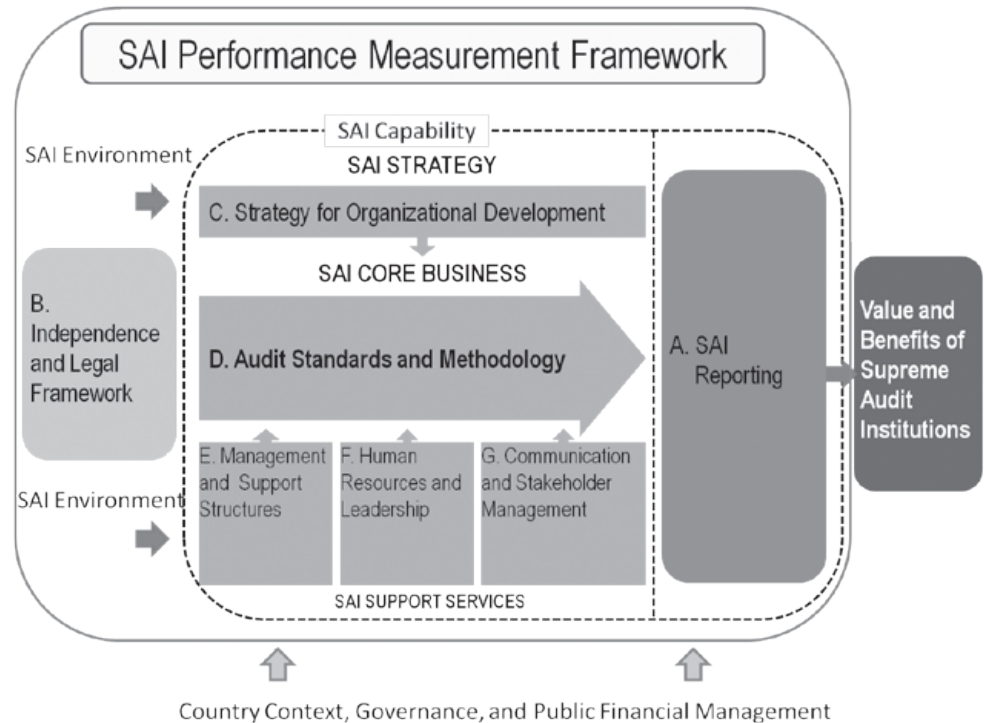 SAI Performance Measurement Framework
SAI Capability
SAI Environment
SAI STRATEGY
C. Strategy for Organizational Development
SAI CORE BUSINESS
B.
Independence
and Legal
Framework
D. Audit Standards and Methodology
A. SAI
Reporting
Value and
Benefits of
Supreme
Audit
Institutions
E. Management
and Support
Structures
F. Human
Resources and
Leadership
G. Communication
and Stakeholder
Management
SAI Environment
SAI SUPPORT SERVICES
Country Context, Governance, and Public Financial Management